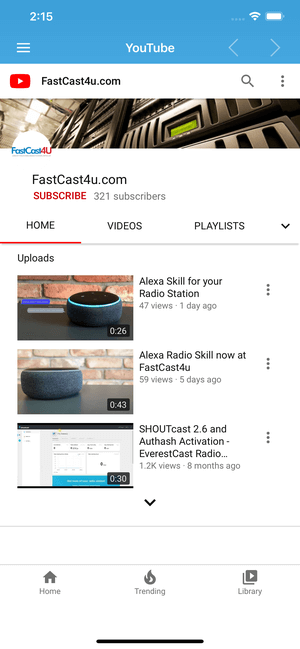 2:15
YouTube
FastCast4u.com
FastCast4U
FastCast4u.com
SUBSCRIBE 321 subscribers
HOME VIDEOS PLAYLISTS
Uploads
Alexa Skill for your
Radio Station
47 views · 1 day ago
0:26
Alexa Radio Skill now at
FastCast4u
59 views · 5 days ago
0:43
SHOUTcast 2.6 and
Authash Activation -
EverestCast Radio...
1.2K views · 8 months ago
0:30
Home Trending Library